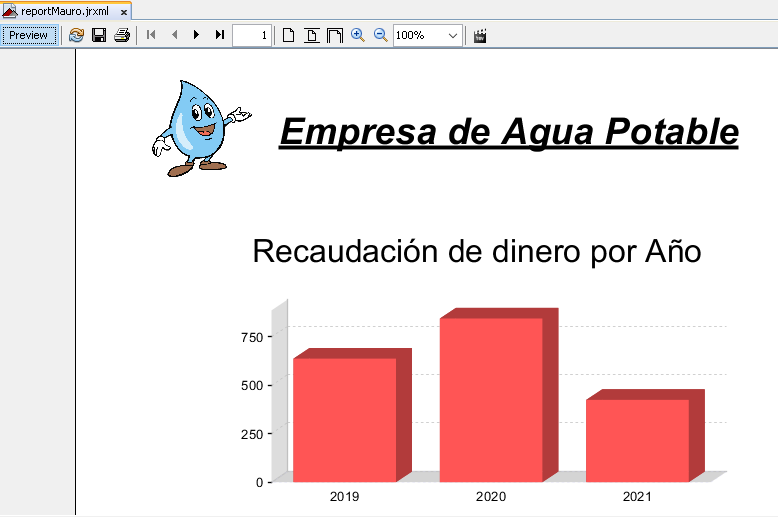 reportMauro.jrxml
Preview
1
100%
Empresa de Agua Potable
Recaudación de dinero por Año
750
500
250
0
2019 2020 2021